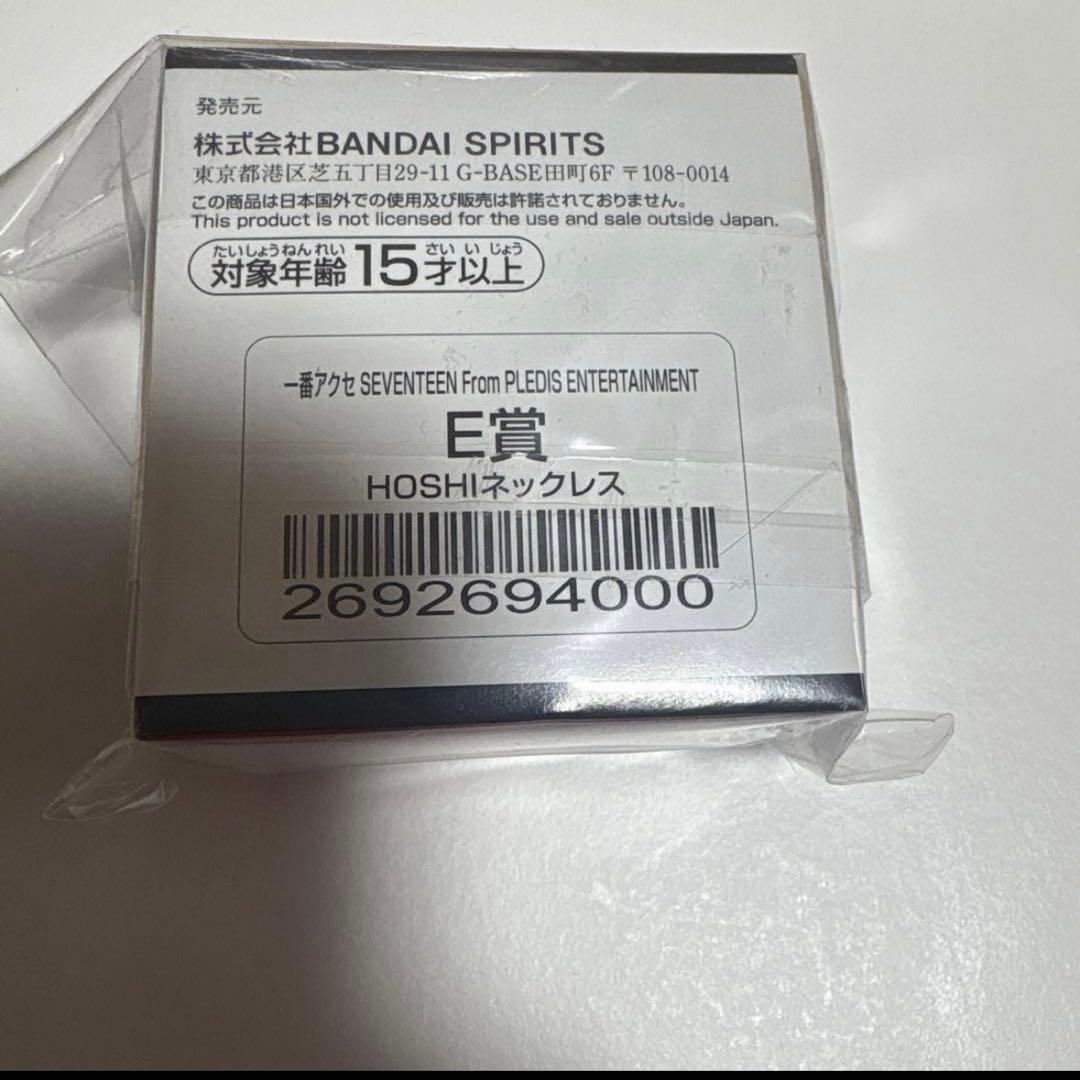 発売元
株式会社BANDAI SPIRITS
東京都港区芝五丁目29-11 G-BASE田町6F 〒108-0014
この商品は日本国外での使用及び販売は許諾されておりません。
This product is not licensed for the use and sale outside Japan.
たいしょうねんれい さいいじょう
対象年齢15才以上
一番アクセ SEVENTEEN From PLEDIS ENTERTAINMENT
E賞
HOSHIネックレス
2692694000